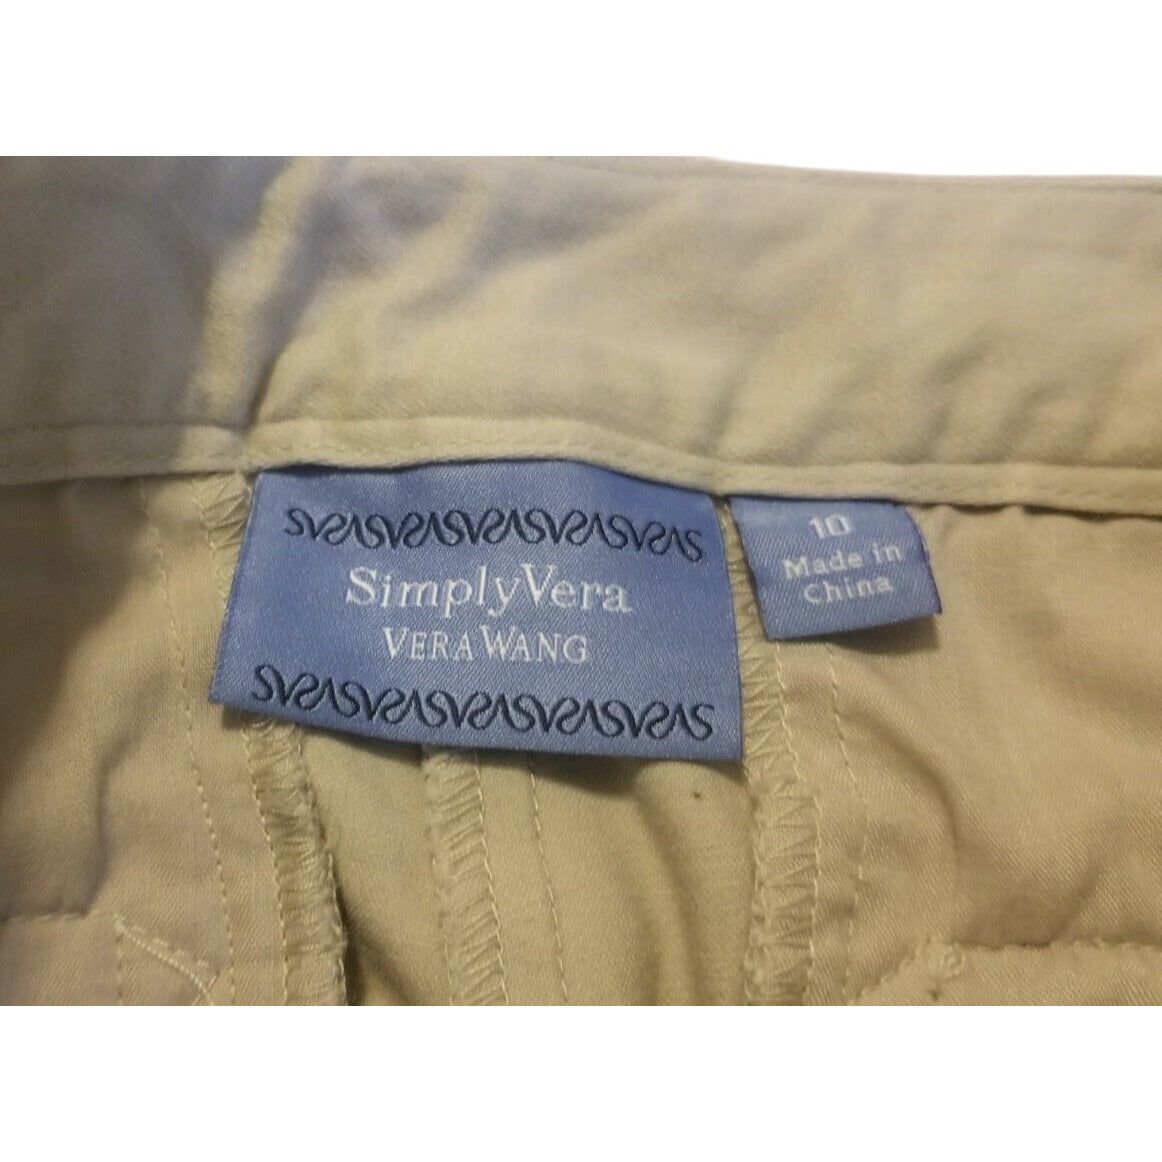 SimplyVera
VERA WANG
10
Made in
China